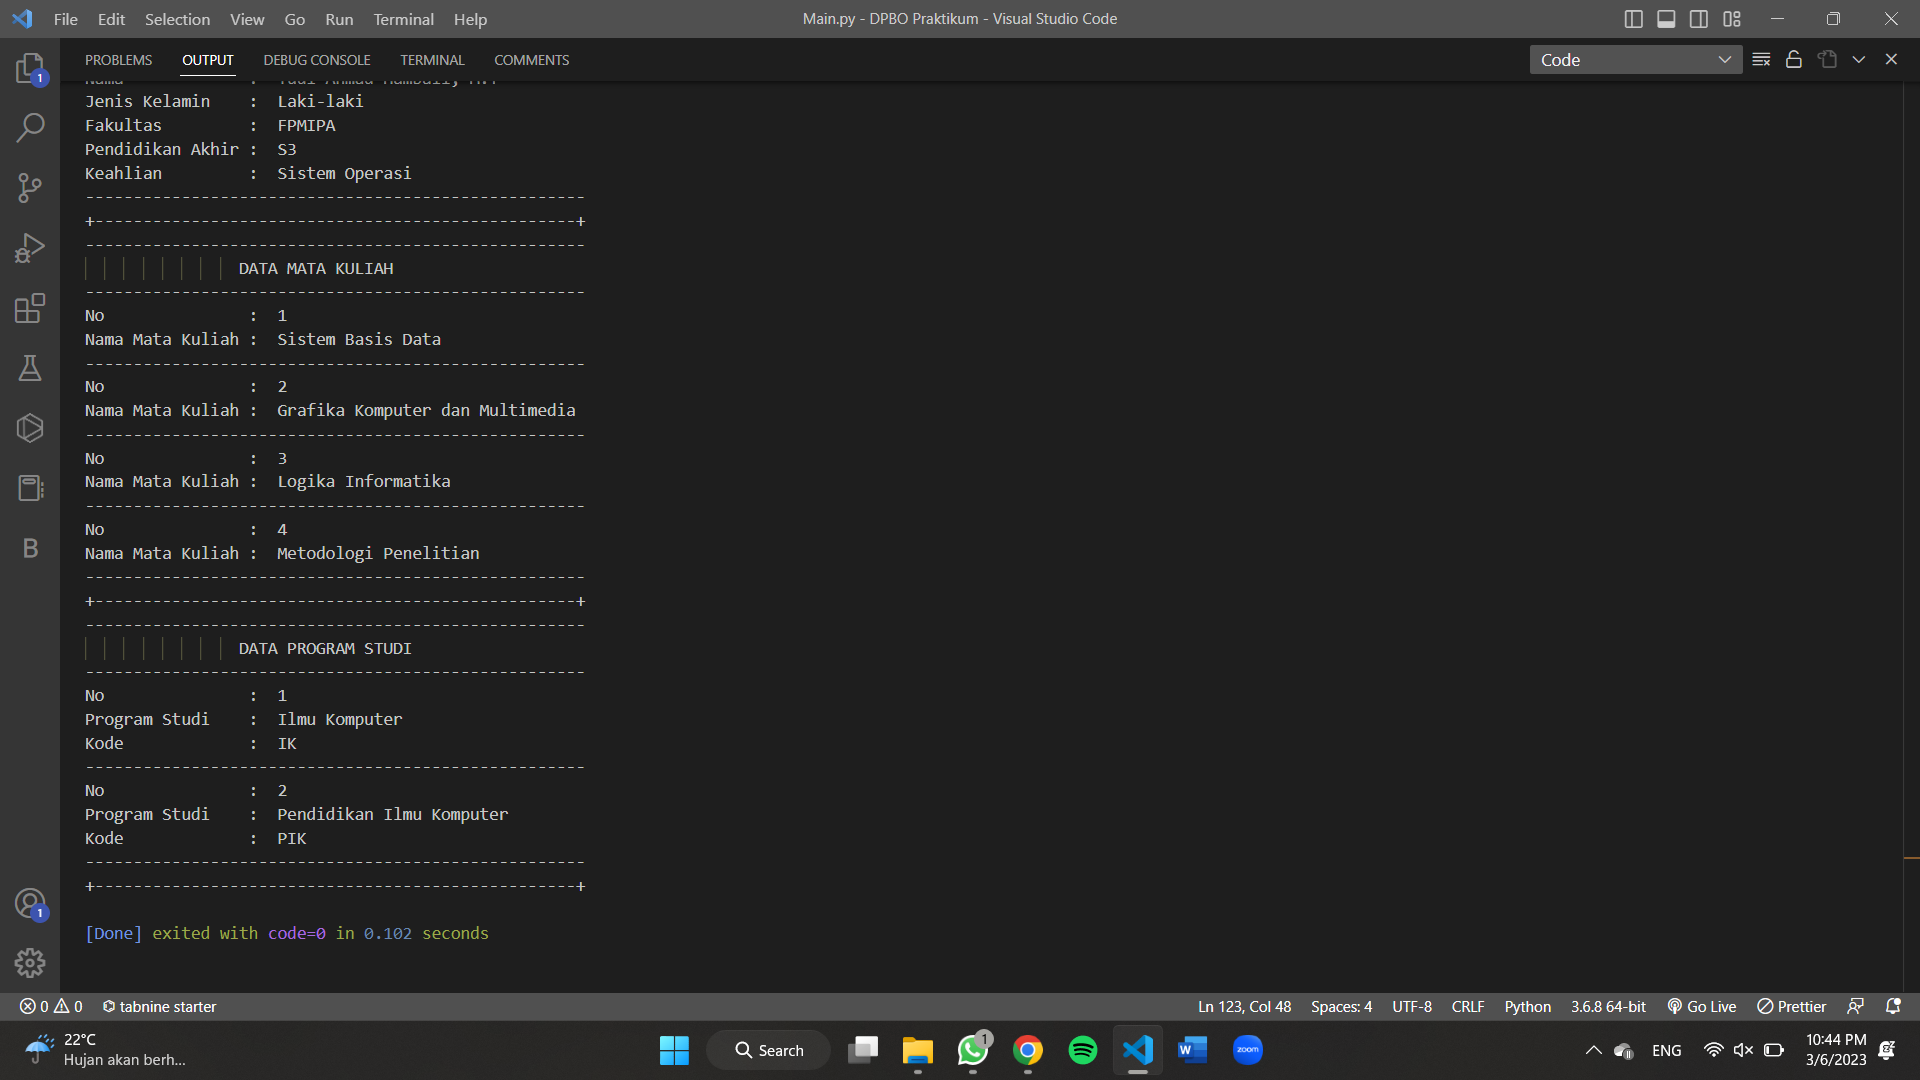 File Edit Selection View Go Run Terminal Help
Main.py - DPBO Praktikum - Visual Studio Code
PROBLEMS OUTPUT DEBUG CONSOLE TERMINAL COMMENTS
Code
Jenis Kelamin    :  Laki-laki
Fakultas         :  FPMIPA
Pendidikan Akhir :  S3
Keahlian         :  Sistem Operasi
----------------------------------------------------
+--------------------------------------------------+
----------------------------------------------------
DATA MATA KULIAH
----------------------------------------------------
No               :  1
Nama Mata Kuliah :  Sistem Basis Data
----------------------------------------------------
No               :  2
Nama Mata Kuliah :  Grafika Komputer dan Multimedia
----------------------------------------------------
No               :  3
Nama Mata Kuliah :  Logika Informatika
----------------------------------------------------
No               :  4
Nama Mata Kuliah :  Metodologi Penelitian
----------------------------------------------------
+--------------------------------------------------+
----------------------------------------------------
DATA PROGRAM STUDI
----------------------------------------------------
No               :  1
Program Studi    :  Ilmu Komputer
Kode             :  IK
----------------------------------------------------
No               :  2
Program Studi    :  Pendidikan Ilmu Komputer
Kode             :  PIK
----------------------------------------------------
+--------------------------------------------------+
[Done] exited with code=0 in 0.102 seconds
1
B
1
0 0 tabnine starter
Ln 123, Col 48 Spaces: 4 UTF-8 CRLF Python 3.6.8 64-bit Go Live Prettier
22°C
Hujan akan berh...
Search
1
W
zoom
ENG
10:44 PM
3/6/2023